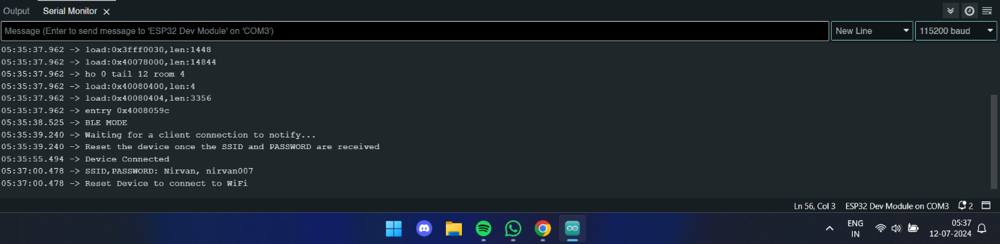 Output Serial Monitor
Message (Enter to send message to 'ESP32 Dev Module' on 'COM3') New Line 115200 baud
05:35:37.962 -> load:0x3fff0030,len:1448
05:35:37.962 -> load:0x40078000,len:14844
05:35:37.962 -> ho 0 tail 12 room 4
05:35:37.962 -> load:0x40080400,len:4
05:35:37.962 -> load:0x40080404,len:3356
05:35:37.962 -> entry 0x4008059c
05:35:38.525 -> BLE MODE
05:35:39.240 -> Waiting for a client connection to notify...
05:35:39.240 -> Reset the device once the SSID and PASSWORD are received
05:35:55.494 -> Device Connected
05:37:00.478 -> SSID,PASSWORD: Nirvan, nirvan007
05:37:00.478 -> Reset Device to connect to WiFi
Ln 56, Col 3 ESP32 Dev Module on COM3 2
ENG 05:37
IN 12-07-2024